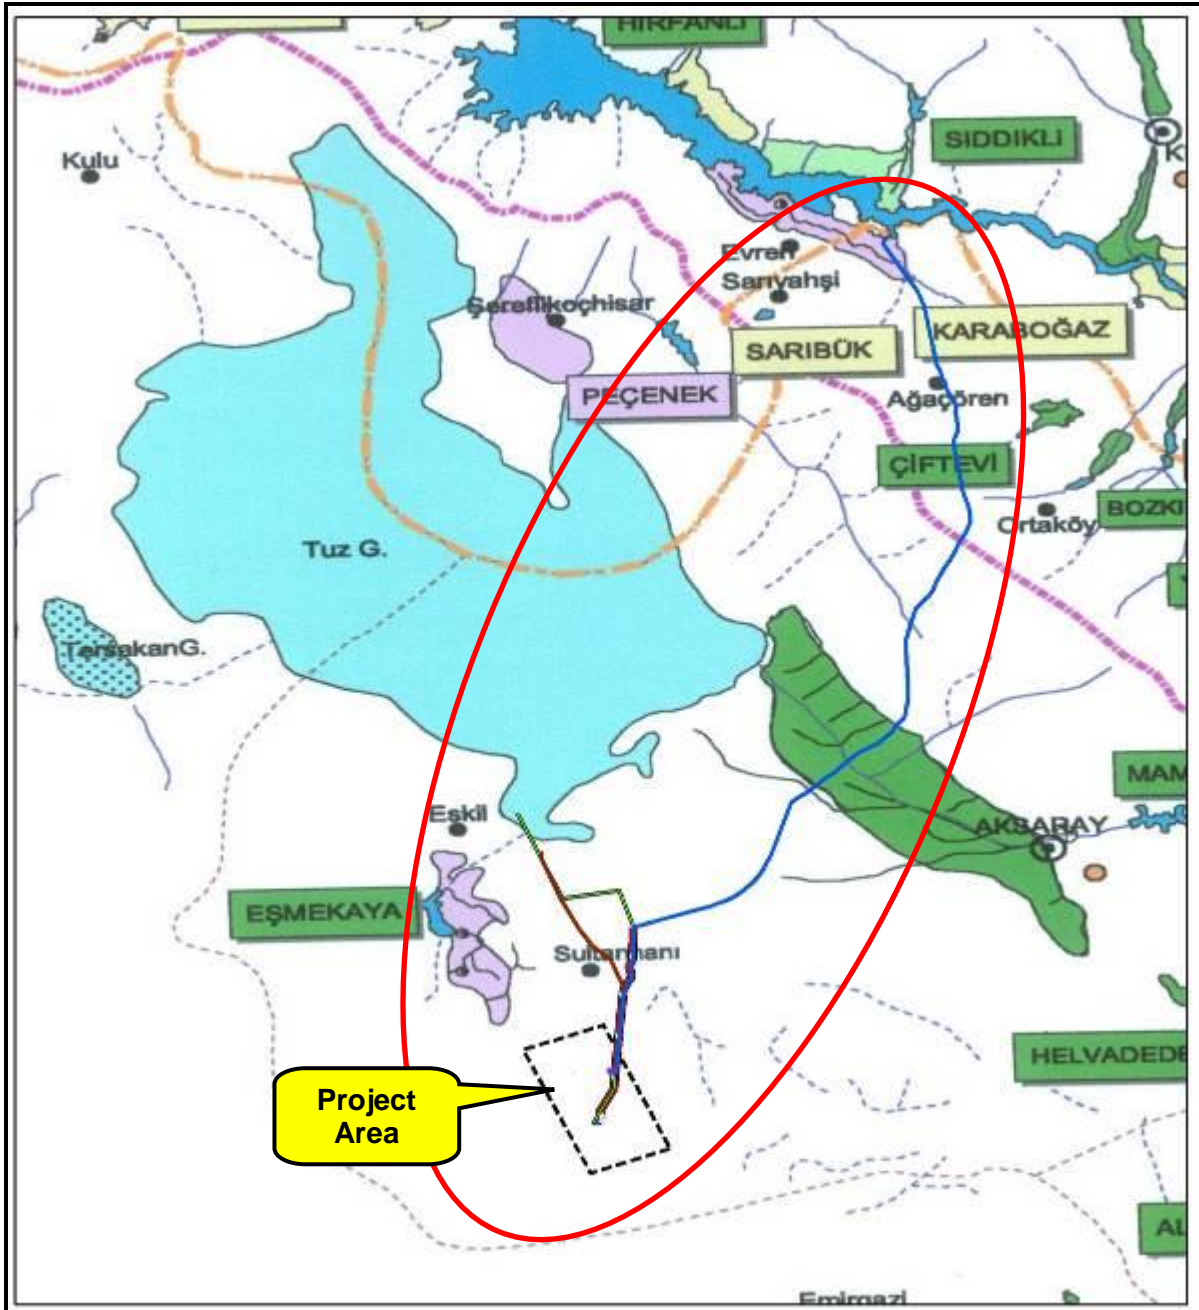 HIRFANLI
SIDDIKLI
K
Kulu
Evren
Sarıyahşi
Şereflikoçhisar
KARABOĞAZ
SARIBÜK
PEÇENEK
Ağaçören
ÇİFTEVİ
BOZKI
Ortaköy
Tuz G.
TersakanG.
MAM
Eskil
AKSARAY
EŞMEKAYA
Sultanhanı
HELVADEDE
Project
Area
AL
Emirgazi